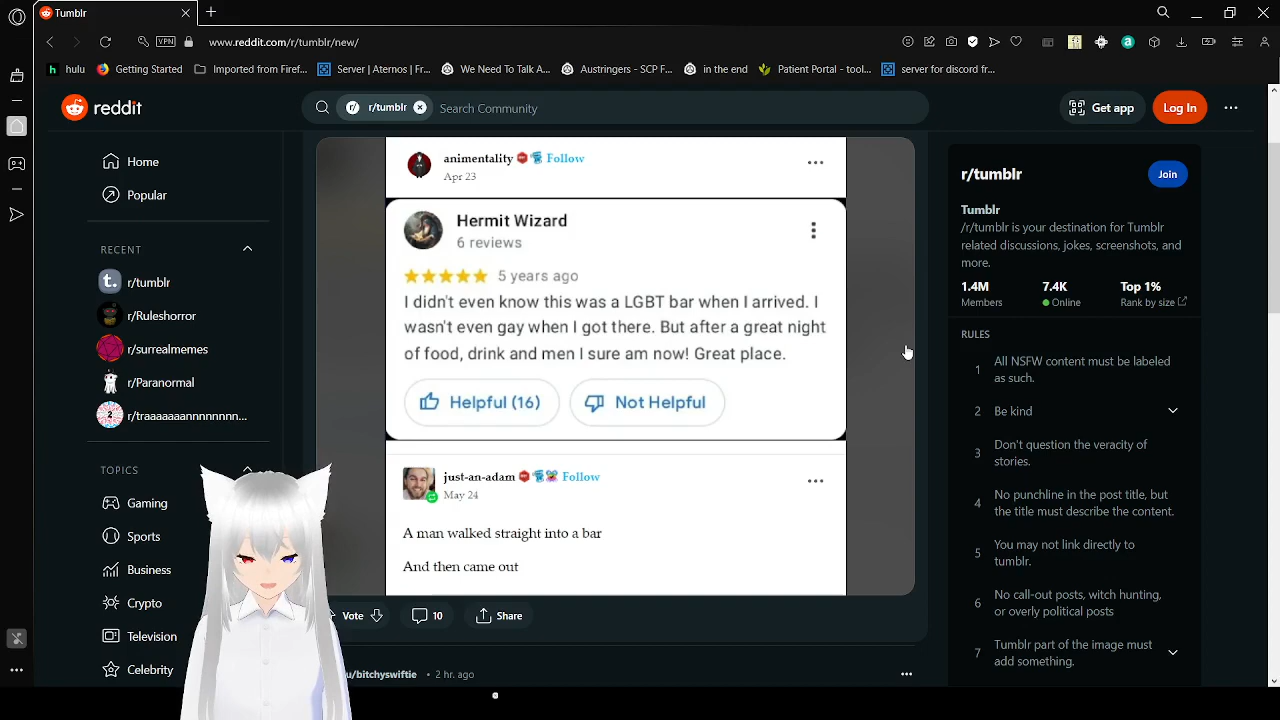 Tumblr
VPN
www.reddit.com/r/tumblr/new/
h hulu
Getting Started
Imported from Firef...
Server | Aternos | Fr...
We Need To Talk A...
Austringers - SCP F...
in the end
Patient Portal - tool...
server for discord fr...
reddit
r/ r/tumblr
Search Community
Get app
Log In
Home
Popular
RECENT
r/tumblr
r/Ruleshorror
r/surrealmemes
r/Paranormal
r/traaaaaaannnnnnnn...
TOPICS
Gaming
Sports
Business
Crypto
Television
Celebrity
animentality Follow
Apr 23
Hermit Wizard
6 reviews
5 years ago
I didn't even know this was a LGBT bar when I arrived. I
wasn't even gay when I got there. But after a great night
of food, drink and men I sure am now! Great place.
Helpful (16)
Not Helpful
just-an-adam Follow
May 24
A man walked straight into a bar
And then came out
Vote
10
Share
u/bitchyswiftie • 2 hr. ago
r/tumblr
Join
Tumblr
/r/tumblr is your destination for Tumblr
related discussions, jokes, screenshots, and
more.
1.4M
Members
7.4K
Online
Top 1%
Rank by size
RULES
1 All NSFW content must be labeled
as such.
2 Be kind
3 Don't question the veracity of
stories.
4 No punchline in the post title, but
the title must describe the content.
5 You may not link directly to
tumblr.
6 No call-out posts, witch hunting,
or overly political posts
7 Tumblr part of the image must
add something.